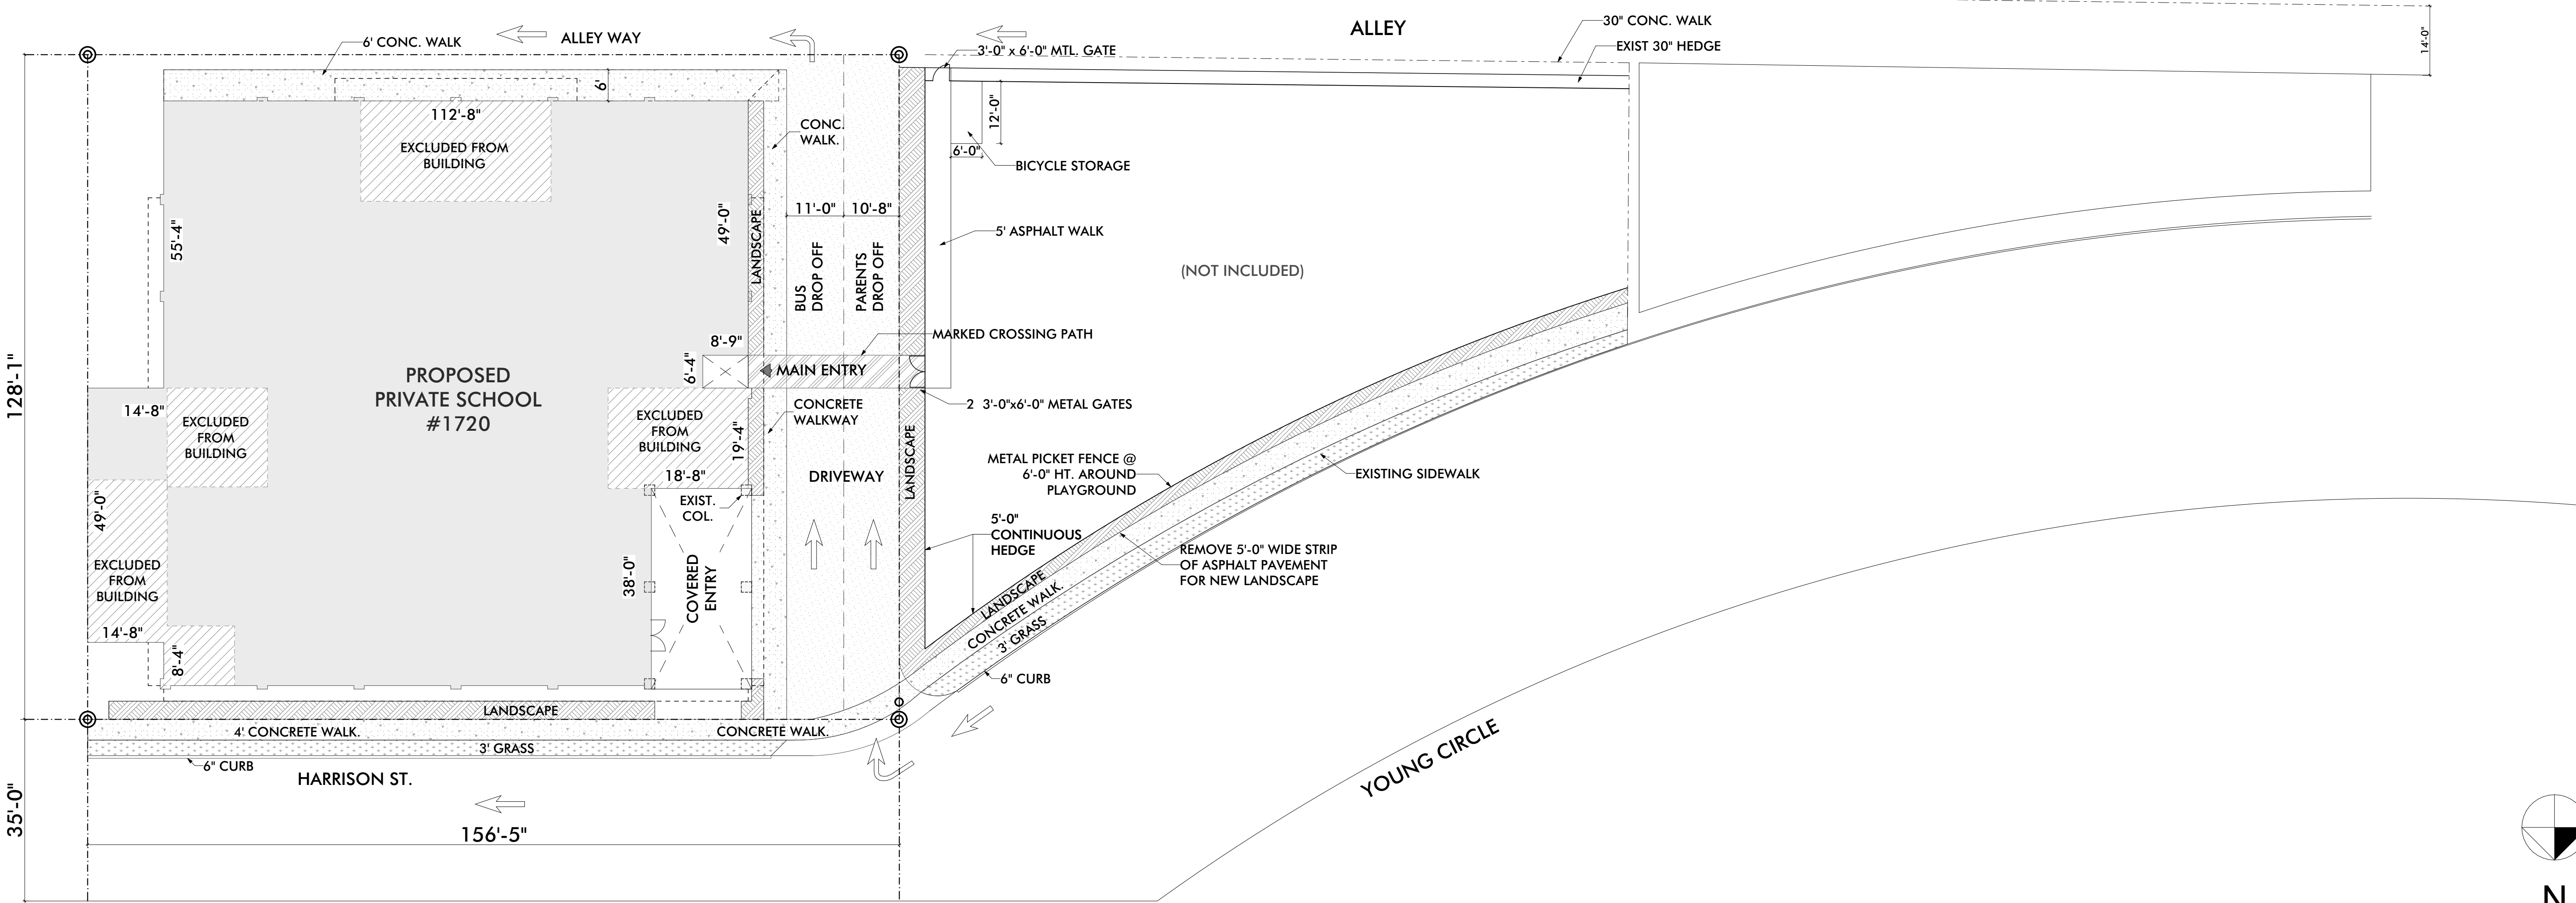 30" CONC. WALK
ALLEY
6' CONC. WALK
ALLEY WAY
14'-0"
EXIST 30" HEDGE
3'-0" x 6'-0" MTL. GATE
6'
112'-8"
12'-0"
CONC.
WALK.
EXCLUDED FROM
BUILDING
6'-0"
BICYCLE STORAGE
11'-0"
10'-8"
55'-4"
49'-0"
LANDSCAPE
5' ASPHALT WALK
BUS
DROP OFF
PARENTS
DROP OFF
(NOT INCLUDED)
MARKED CROSSING PATH
8'-9"
6'-4"
MAIN ENTRY
128'-1"
PROPOSED
PRIVATE SCHOOL
#1720
14'-8"
EXCLUDED
FROM
BUILDING
EXCLUDED
FROM
BUILDING
19'-4"
CONCRETE
WALKWAY
2 3'-0"x6'-0" METAL GATES
LANDSCAPE
18'-8"
DRIVEWAY
METAL PICKET FENCE @
6'-0" HT. AROUND
PLAYGROUND
EXISTING SIDEWALK
49'-0"
EXIST.
COL.
5'-0"
CONTINUOUS
HEDGE
REMOVE 5'-0" WIDE STRIP
OF ASPHALT PAVEMENT
FOR NEW LANDSCAPE
EXCLUDED
FROM
BUILDING
38'-0"
COVERED
ENTRY
LANDSCAPE
CONCRETE WALK.
3' GRASS
14'-8"
8'-4"
6" CURB
LANDSCAPE
4' CONCRETE WALK.
CONCRETE WALK.
3' GRASS
6" CURB
HARRISON ST.
YOUNG CIRCLE
35'-0"
156'-5"
N